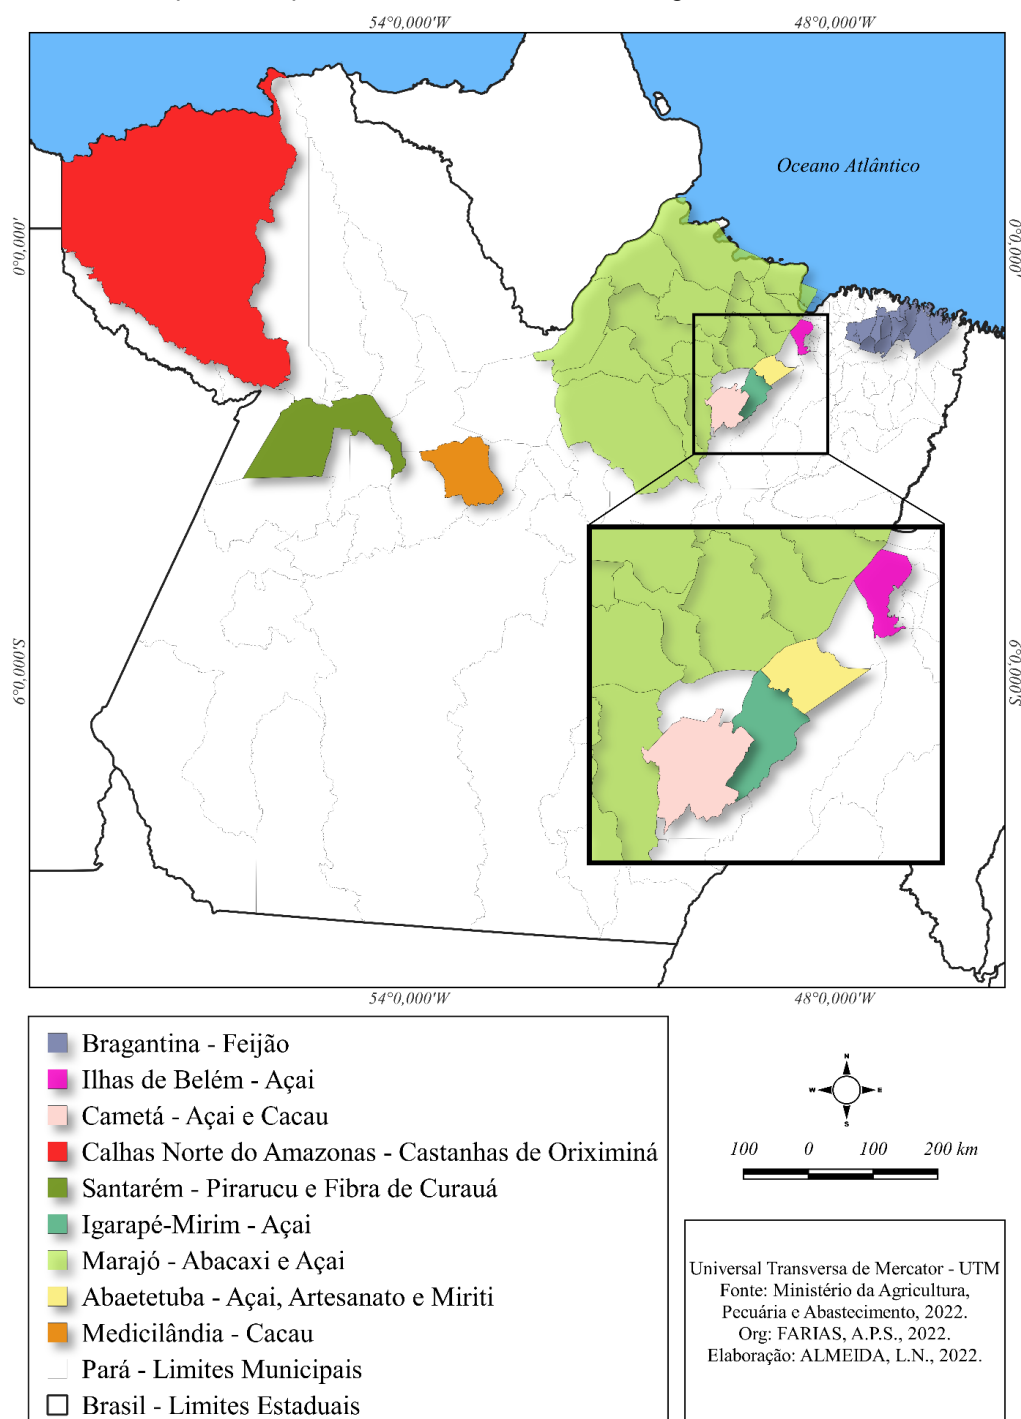 54°0,000'W
48°0,000'W
Oceano Atlântico
0°0,000'
0°0,000'
6°0,000'S
6°0,000'S
54°0,000'W
48°0,000'W
Bragantina - Feijão
Ilhas de Belém - Açai
Cametá - Açai e Cacau
Calhas Norte do Amazonas - Castanhas de Oriximiná
Santarém - Pirarucu e Fibra de Curauá
Igarapé-Mirim - Açai
Marajó - Abacaxi e Açai
Abaetetuba - Açai, Artesanato e Miriti
Medicilândia - Cacau
Pará - Limites Municipais
Brasil - Limites Estaduais
N
W
E
S
100 0 100 200 km
Universal Transversa de Mercator - UTM
Fonte: Ministério da Agricultura,
Pecuária e Abastecimento, 2022.
Org: FARIAS, A.P.S., 2022.
Elaboração: ALMEIDA, L.N., 2022.